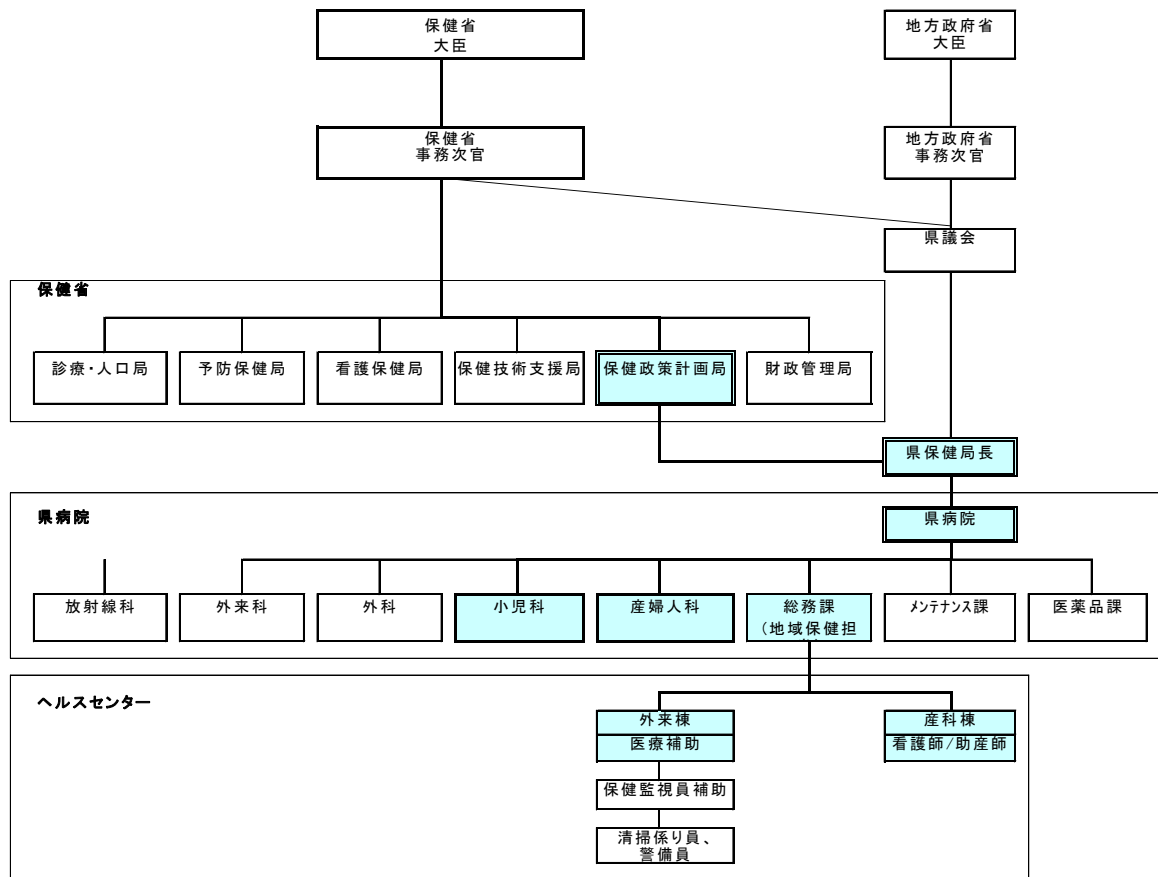 保健省
大臣
地方政府省
大臣
保健省
事務次官
地方政府省
事務次官
県議会
保健省
診療・人口局
予防保健局
看護保健局
保健技術支援局
保健政策計画局
財政管理局
県保健局長
県病院
県病院
放射線科
外来科
外科
小児科
産婦人科
総務課
(地域保健担
メンテナンス課
医薬品課
ヘルスセンター
外来棟
産科棟
医療補助
看護師/助産師
保健監視員補助
清掃係り員、
警備員